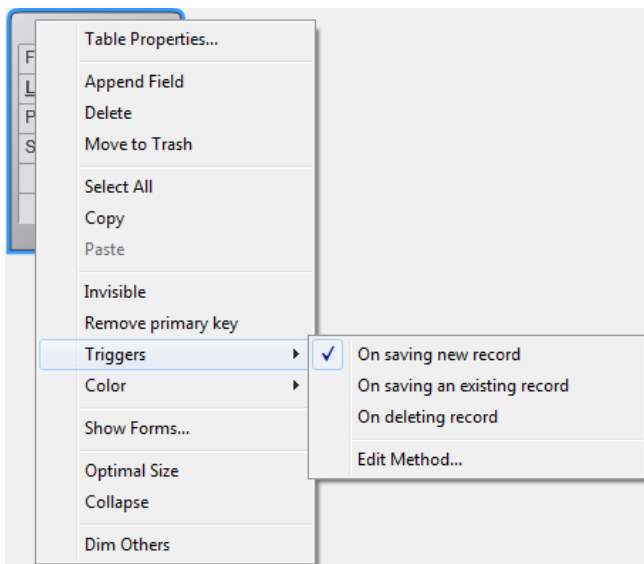 Table Properties...
F
Append Field
L
Delete
P
Move to Trash
S
Select All
Copy
Paste
Invisible
Remove primary key
Triggers
On saving new record
Color
On saving an existing record
On deleting record
Show Forms...
Edit Method...
Optimal Size
Collapse
Dim Others